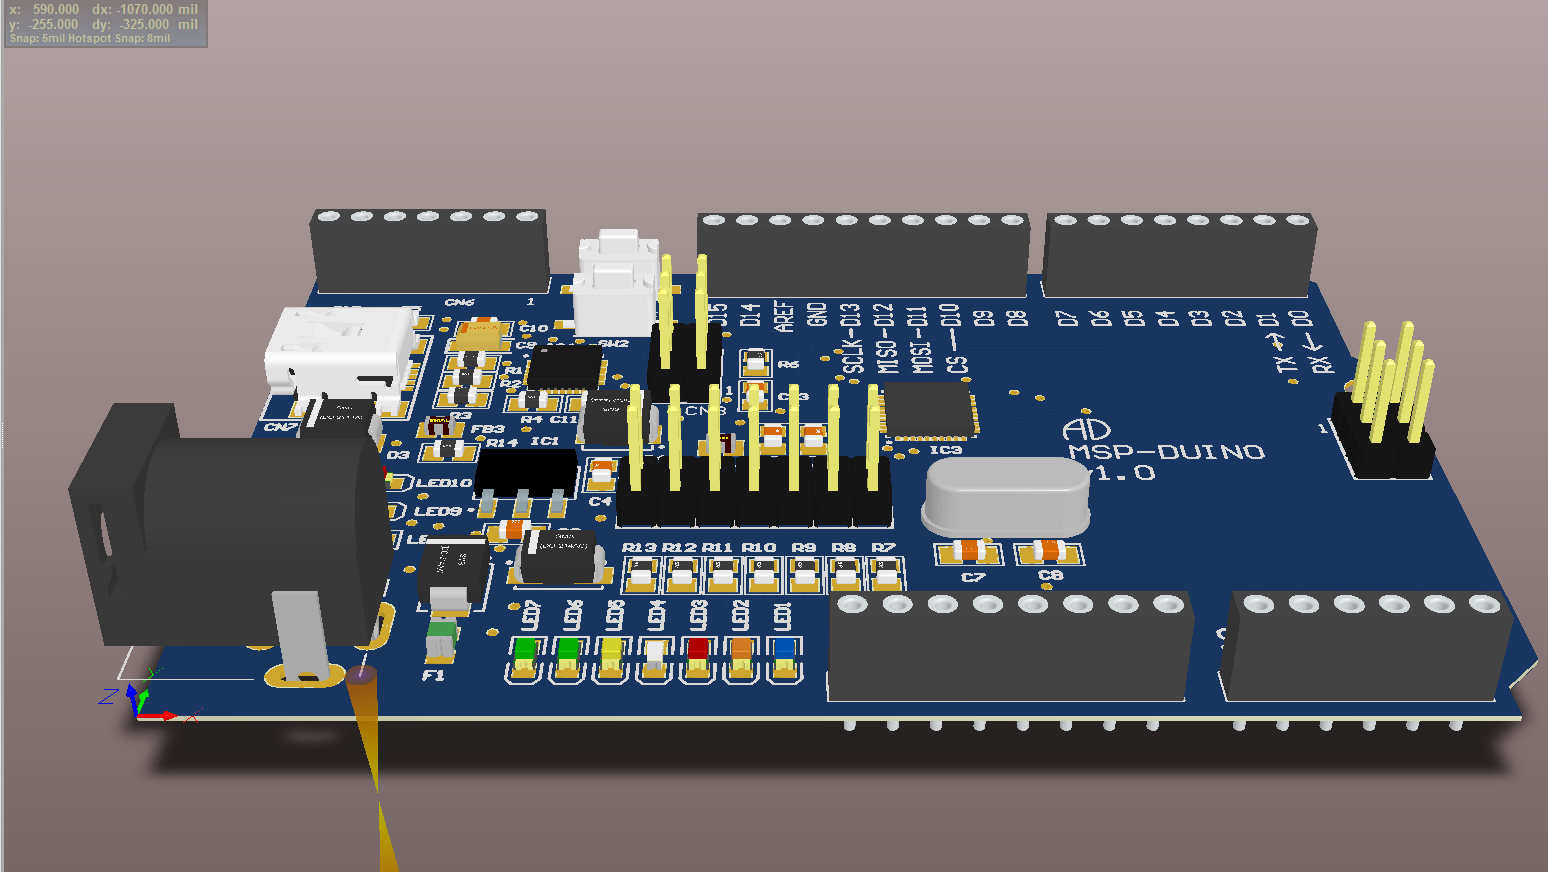 x: 590.000 dx: -1070.000 mil
y: -255.000 dy: -325.000 mil
Snap: 5mil Hotspot Snap: 8mil
CN6 1
D14
AREF
GND
SCLK-D13
MISO-D12
MOSI-D11
CS-D10
D9
D8
D7
D6
D5
D4
D3
D2
D1
D0
TX
RX
C10
R1
R2
R3
R4 C11
R6
1
CN7
FB3
R14 IC1
D3
LED10
LED9
C4
IC3
AD
MSP-DUINO
1.0
1
R13 R12 R11 R10 R9 R8 R7
C7
C8
LED7
LED6
LED5
LED4
LED3
LED2
LED1
F1
Z
Y
X